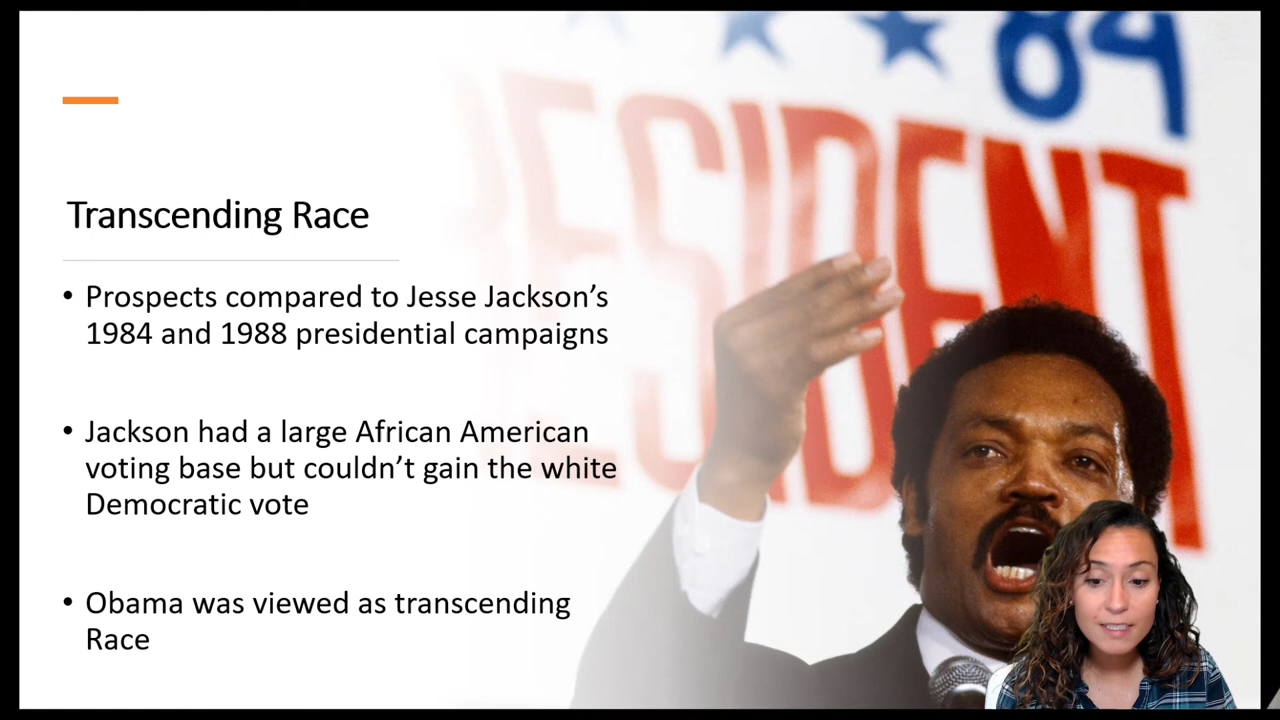 84
RESIDENT
Transcending Race
• Prospects compared to Jesse Jackson’s
1984 and 1988 presidential campaigns
• Jackson had a large African American
voting base but couldn’t gain the white
Democratic vote
• Obama was viewed as transcending
Race